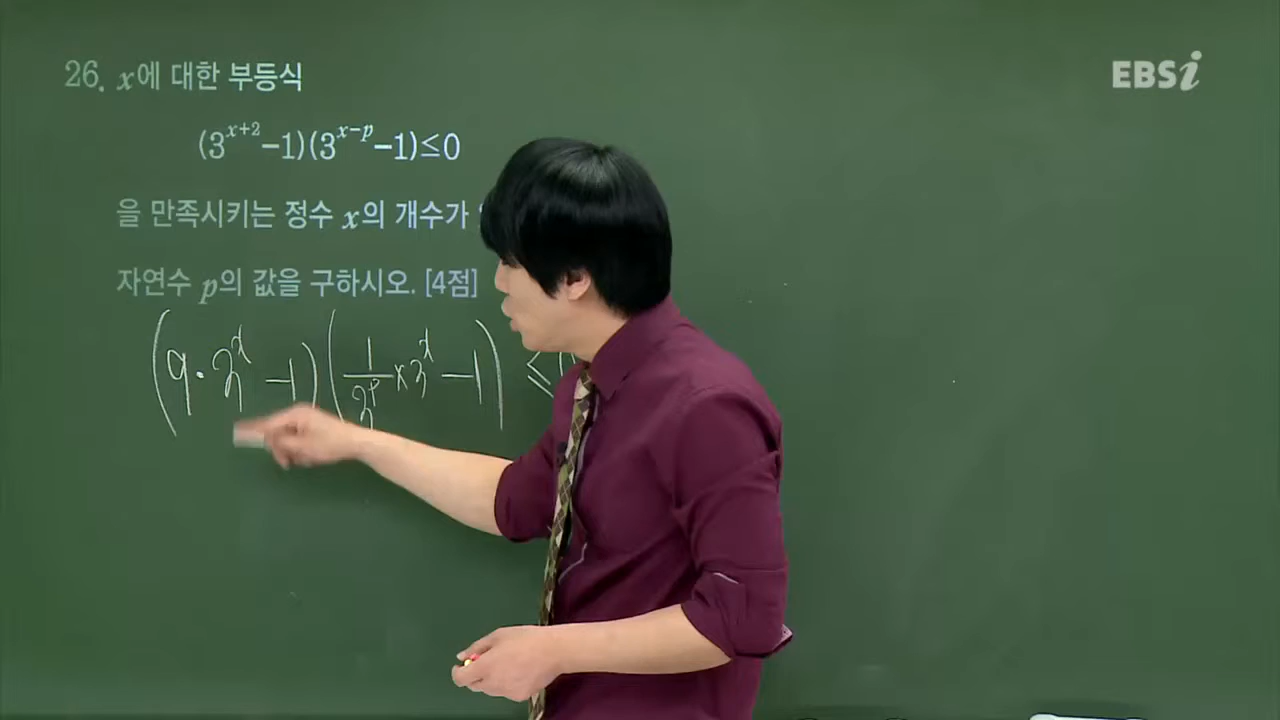 26. x에 대한 부등식
EBSi
(3^{x+2}-1)(3^{x-p}-1)≤0
을 만족시키는 정수 x의 개수가
자연수 p의 값을 구하시오. [4점]
(9·3^x -1)(1/3^p ×3^x -1) ≤